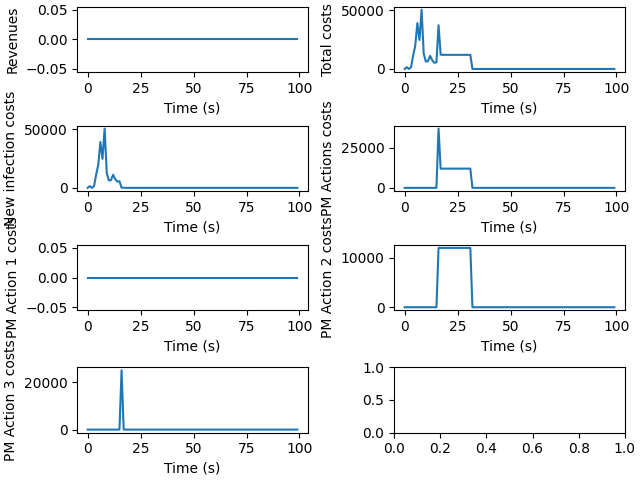 Revenues
0.05
0.00
−0.05
0 25 50 75 100
Time (s)
Total costs
50000
0
0 25 50 75 100
Time (s)
New infection costs
50000
0
0 25 50 75 100
Time (s)
PM Actions costs
25000
0
0 25 50 75 100
Time (s)
PM Action 1 costs
0.05
0.00
−0.05
0 25 50 75 100
Time (s)
PM Action 2 costs
10000
0
0 25 50 75 100
Time (s)
PM Action 3 costs
20000
0
0 25 50 75 100
Time (s)
1.0
0.5
0.0
0.0 0.2 0.4 0.6 0.8 1.0